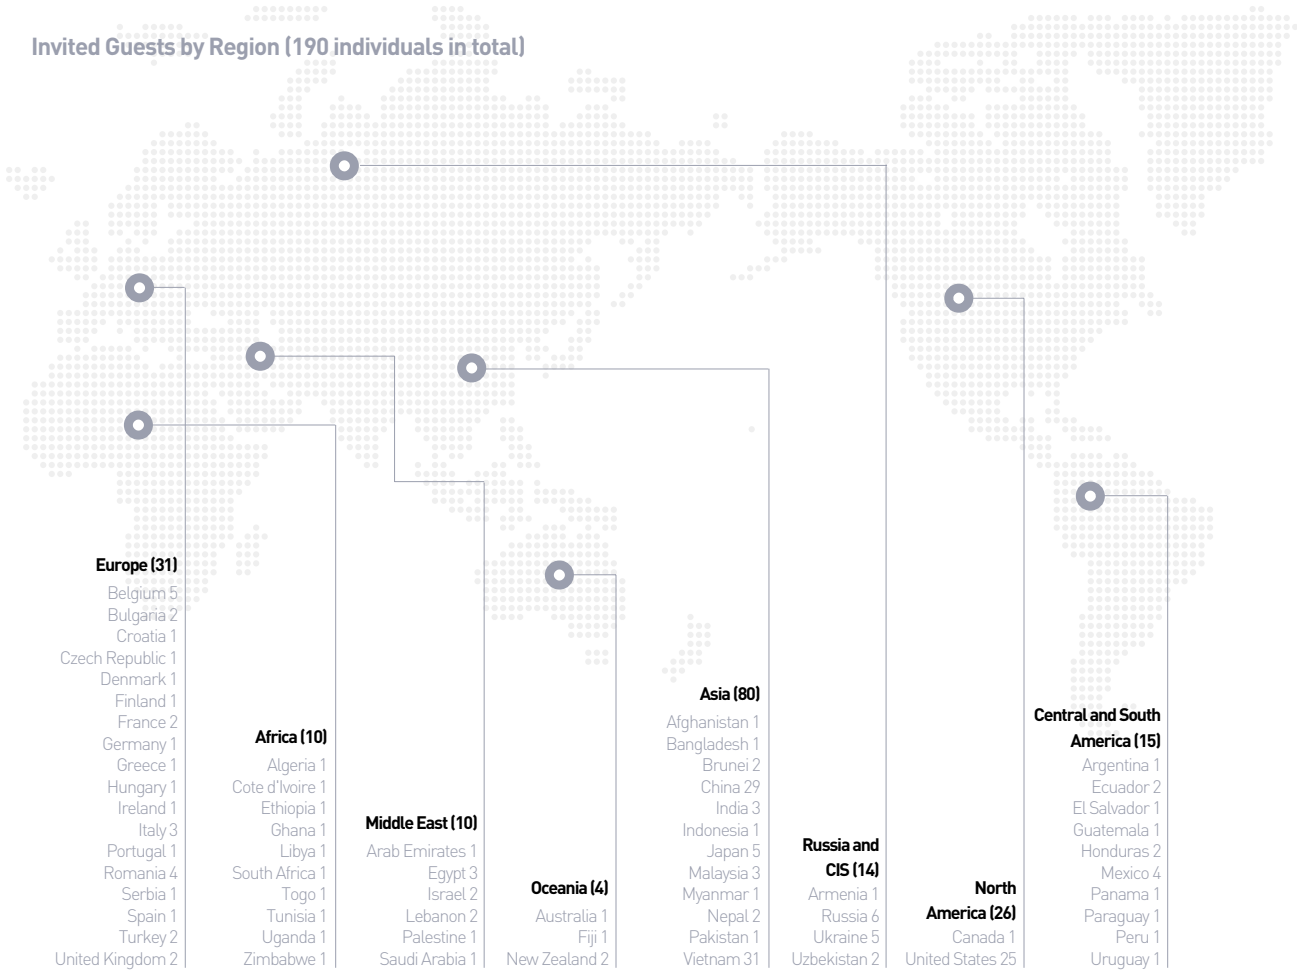 Invited Guests by Region (190 individuals in total)
Europe (31)
Belgium 5
Bulgaria 2
Croatia 1
Czech Republic 1
Denmark 1
Finland 1
France 2
Germany 1
Greece 1
Hungary 1
Ireland 1
Italy 3
Portugal 1
Romania 4
Serbia 1
Spain 1
Turkey 2
United Kingdom 2
Africa (10)
Algeria 1
Cote d'Ivoire 1
Ethiopia 1
Ghana 1
Libya 1
South Africa 1
Togo 1
Tunisia 1
Uganda 1
Zimbabwe 1
Middle East (10)
Arab Emirates 1
Egypt 3
Israel 2
Lebanon 2
Palestine 1
Saudi Arabia 1
Oceania (4)
Australia 1
Fiji 1
New Zealand 2
Asia (80)
Afghanistan 1
Bangladesh 1
Brunei 2
China 29
India 3
Indonesia 1
Japan 5
Malaysia 3
Myanmar 1
Nepal 2
Pakistan 1
Vietnam 31
Russia and
CIS (14)
Armenia 1
Russia 6
Ukraine 5
Uzbekistan 2
North
America (26)
Canada 1
United States 25
Central and South
America (15)
Argentina 1
Ecuador 2
El Salvador 1
Guatemala 1
Honduras 2
Mexico 4
Panama 1
Paraguay 1
Peru 1
Uruguay 1